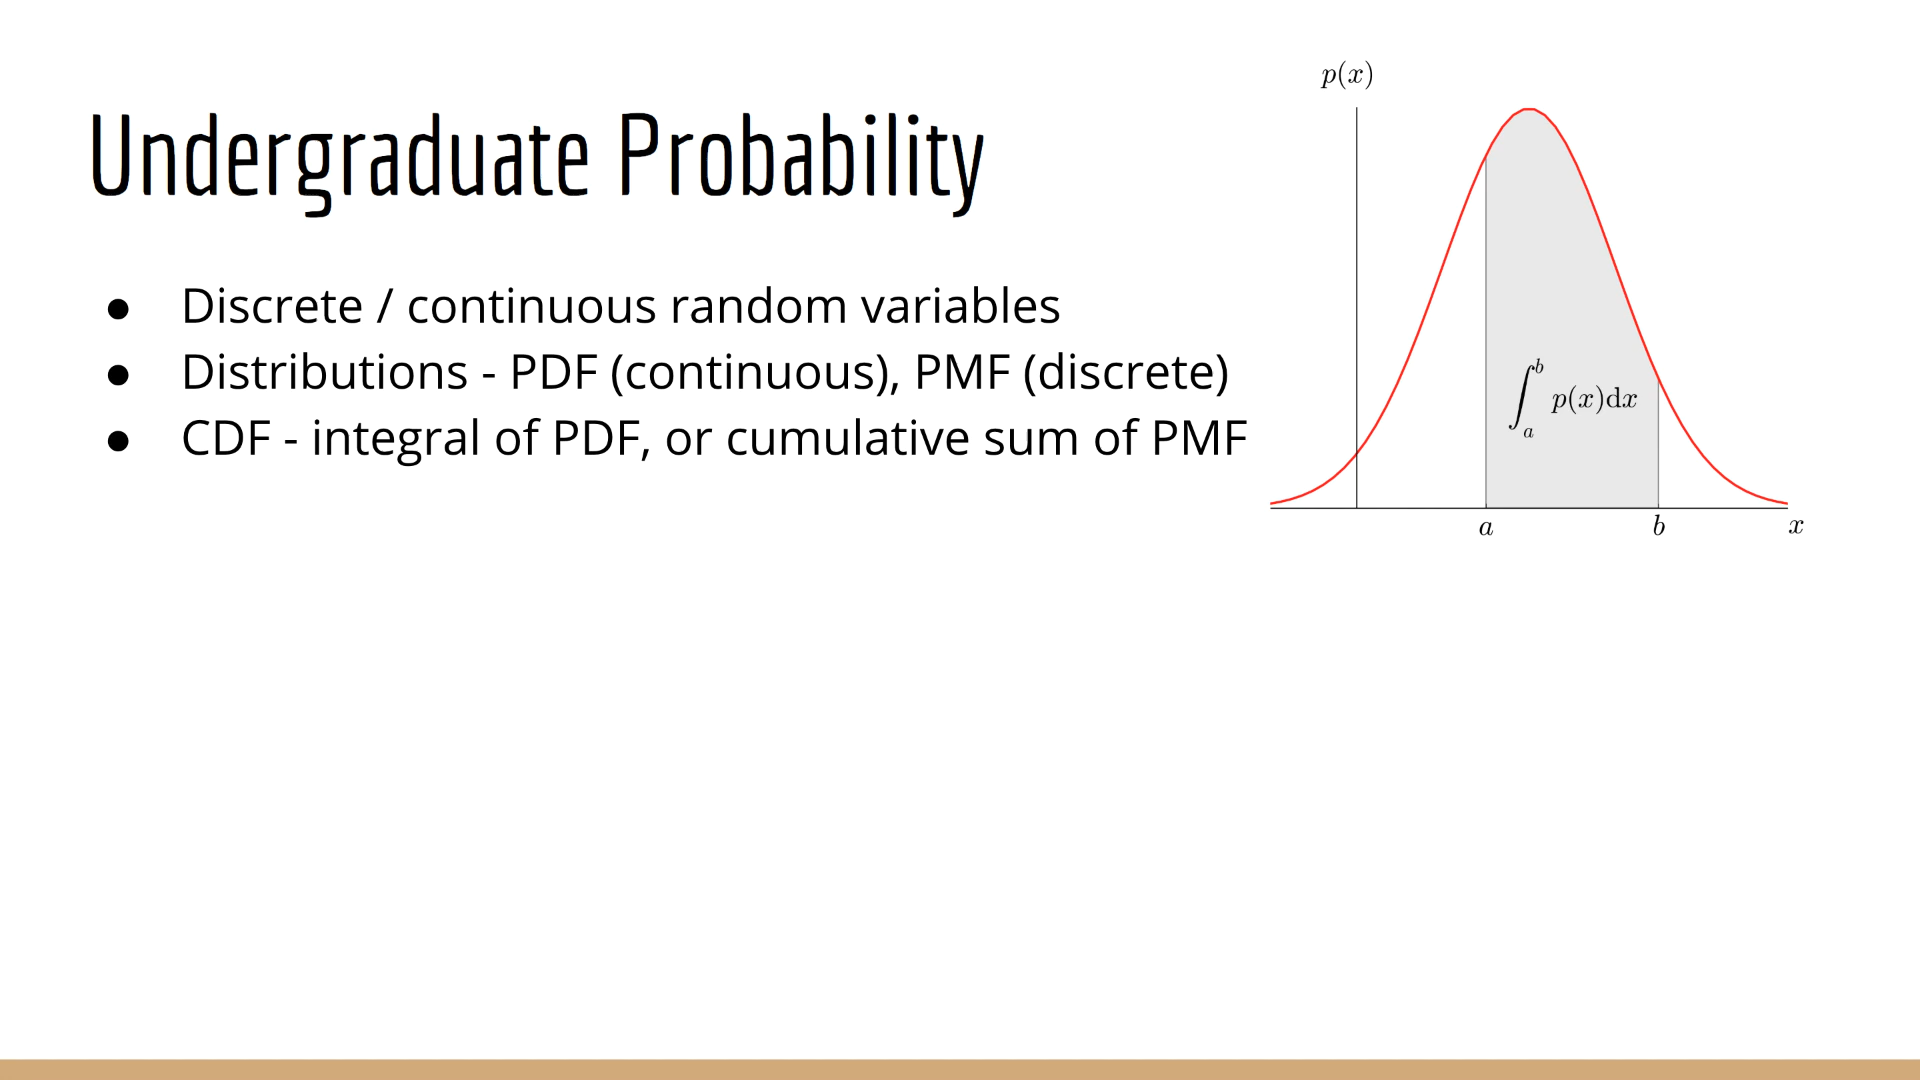 Undergraduate Probability
● Discrete / continuous random variables
● Distributions - PDF (continuous), PMF (discrete)
● CDF - integral of PDF, or cumulative sum of PMF
p(x)
∫_a^b p(x)dx
a b x